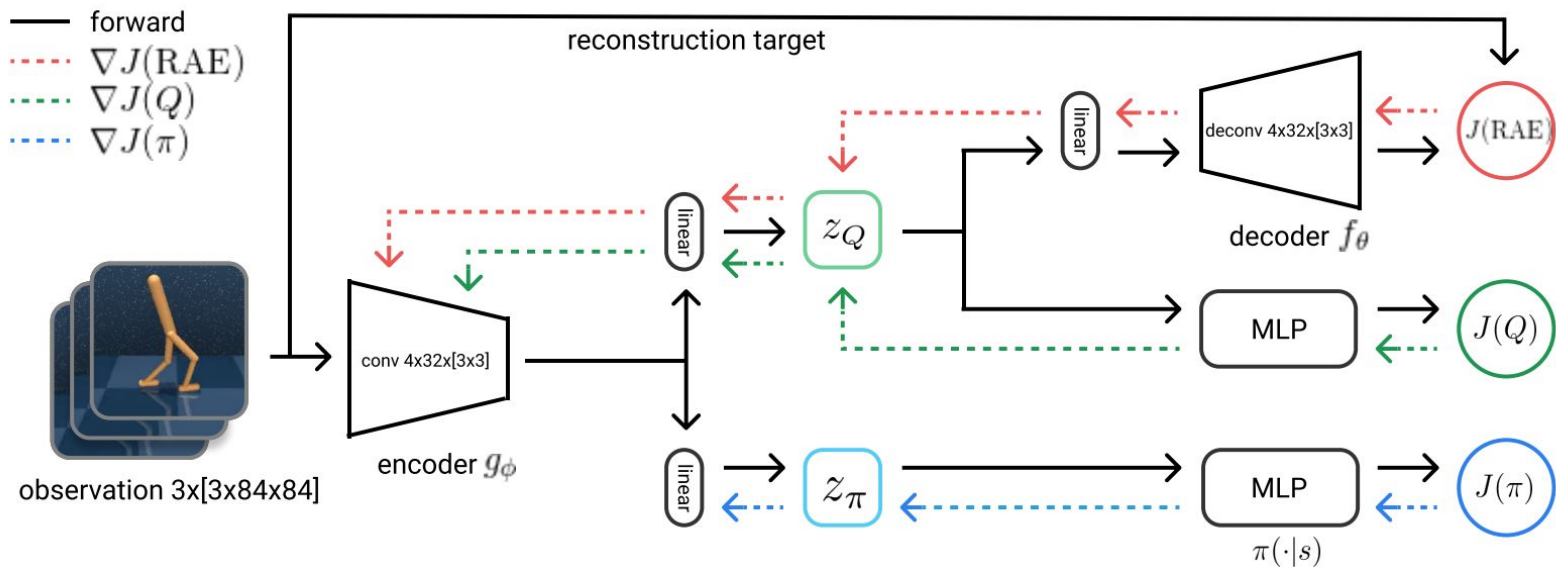 forward
∇J(RAE)
∇J(Q)
∇J(π)
reconstruction target
linear
deconv 4x32x[3x3]
J(RAE)
decoder f_θ
linear
z_Q
MLP
J(Q)
conv 4x32x[3x3]
encoder g_ϕ
observation 3x[3x84x84]
linear
z_π
MLP
J(π)
π(·|s)